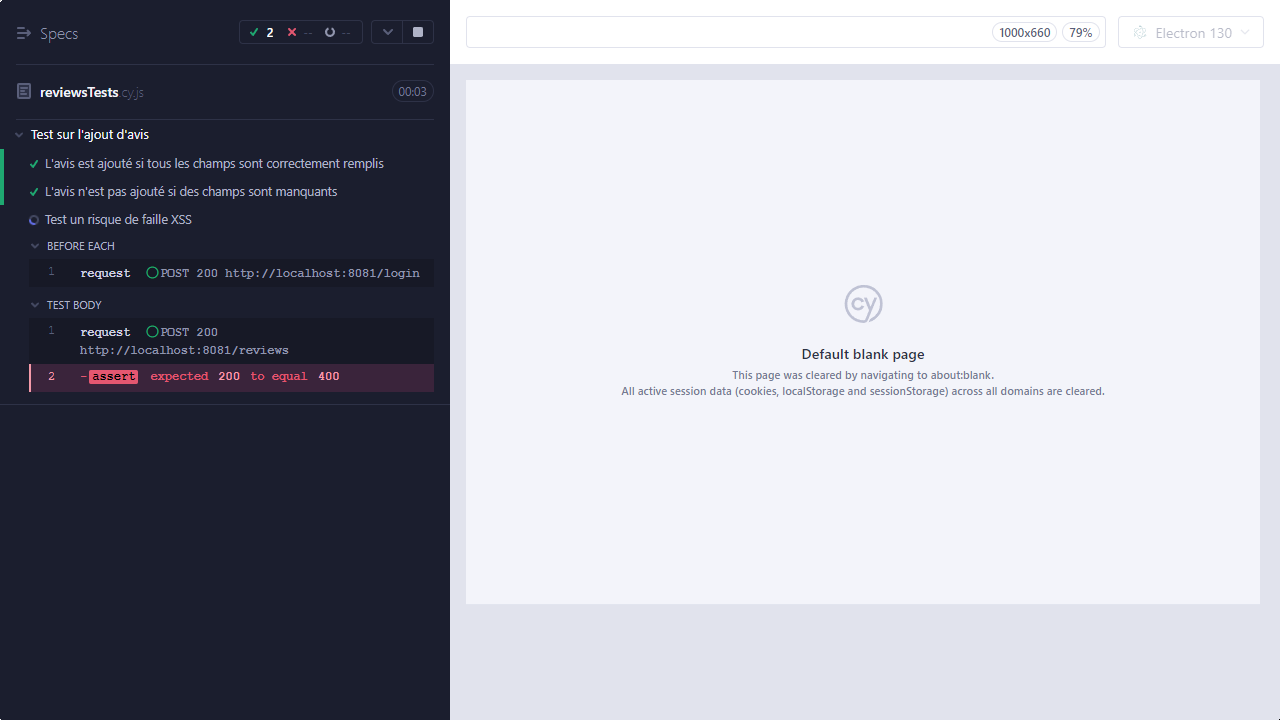 Specs
2 -- --
1000x660 79%
Electron 130
reviewsTests.cy.js
00:03
Test sur l'ajout d'avis
L'avis est ajouté si tous les champs sont correctement remplis
L'avis n'est pas ajouté si des champs sont manquants
Test un risque de faille XSS
BEFORE EACH
1 request POST 200 http://localhost:8081/login
TEST BODY
1 request POST 200
http://localhost:8081/reviews
2 -assert expected 200 to equal 400
cy
Default blank page
This page was cleared by navigating to about:blank.
All active session data (cookies, localStorage and sessionStorage) across all domains are cleared.